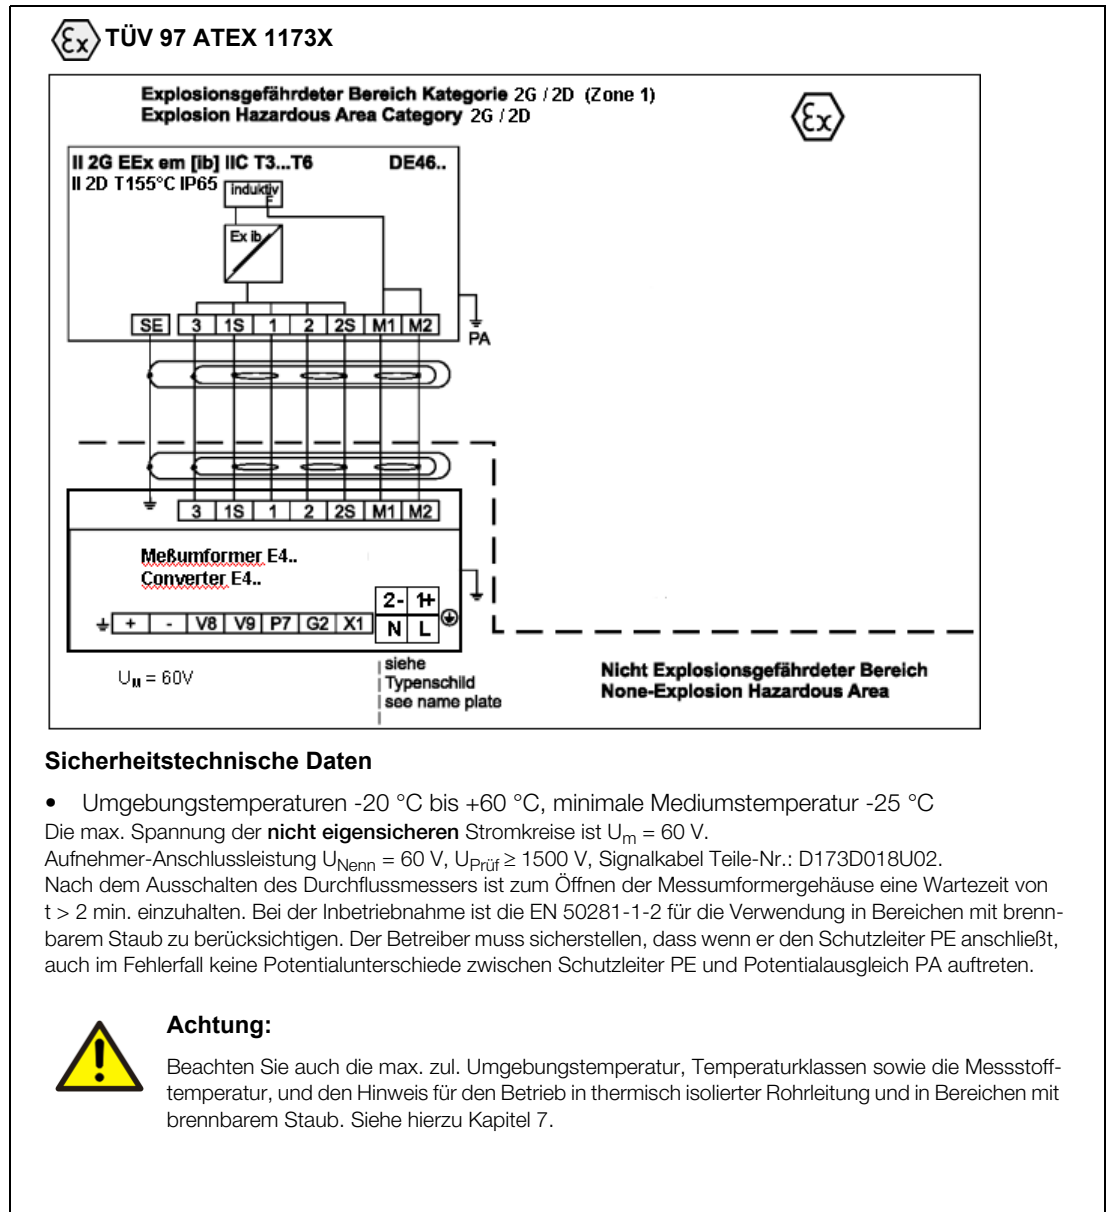 Ex TÜV 97 ATEX 1173X
Explosionsgefährdeter Bereich Kategorie 2G / 2D (Zone 1)
Explosion Hazardous Area Category 2G / 2D
Ex
II 2G EEx em [ib] IIC T3...T6 DE46..
II 2D T155°C IP65
induktiv
F
Ex ib
SE 3 1S 1 2 2S M1 M2
PA
3 1S 1 2 2S M1 M2
Meßumformer E4..
Converter E4..
2- 1+
+ - V8 V9 P7 G2 X1 N L
UM = 60V
siehe
Typenschild
see name plate
Nicht Explosionsgefährdeter Bereich
None-Explosion Hazardous Area
Sicherheitstechnische Daten
• Umgebungstemperaturen -20 °C bis +60 °C, minimale Mediumstemperatur -25 °C
Die max. Spannung der nicht eigensicheren Stromkreise ist Um = 60 V.
Aufnehmer-Anschlussleistung UNenn = 60 V, UPrüf ≥ 1500 V, Signalkabel Teile-Nr.: D173D018U02.
Nach dem Ausschalten des Durchflussmessers ist zum Öffnen der Messumformergehäuse eine Wartezeit von
t > 2 min. einzuhalten. Bei der Inbetriebnahme ist die EN 50281-1-2 für die Verwendung in Bereichen mit brenn-
barem Staub zu berücksichtigen. Der Betreiber muss sicherstellen, dass wenn er den Schutzleiter PE anschließt,
auch im Fehlerfall keine Potentialunterschiede zwischen Schutzleiter PE und Potentialausgleich PA auftreten.
Achtung:
Beachten Sie auch die max. zul. Umgebungstemperatur, Temperaturklassen sowie die Messstoff-
temperatur, und den Hinweis für den Betrieb in thermisch isolierter Rohrleitung und in Bereichen mit
brennbarem Staub. Siehe hierzu Kapitel 7.